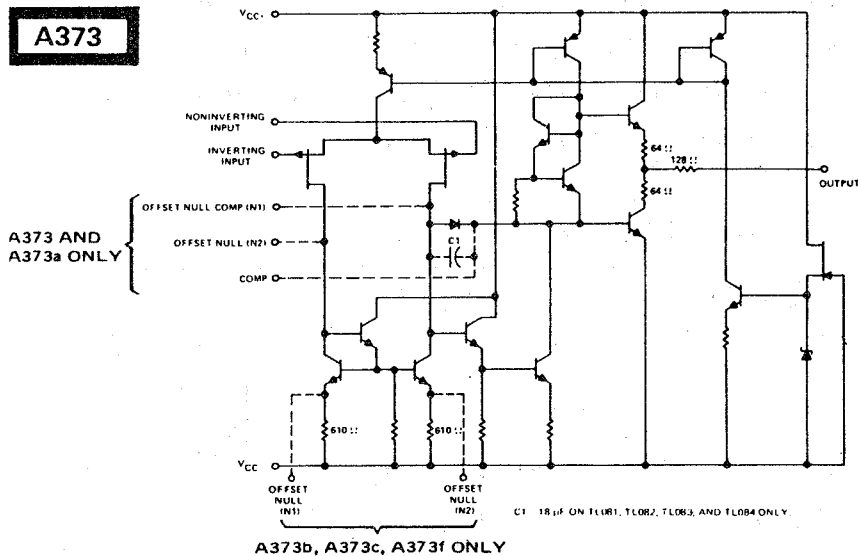 A373
VCC+
NONINVERTING
INPUT
INVERTING
INPUT
64 Ω
128 Ω
64 Ω
OUTPUT
OFFSET NULL COMP (N1)
A373 AND
A373a ONLY
OFFSET NULL (N2)
C1
COMP
610 Ω
610 Ω
VCC
OFFSET
NULL
(N1)
OFFSET
NULL
(N2)
C1 18 pF ON TL081, TL082, TL083, AND TL084 ONLY
A373b, A373c, A373f ONLY